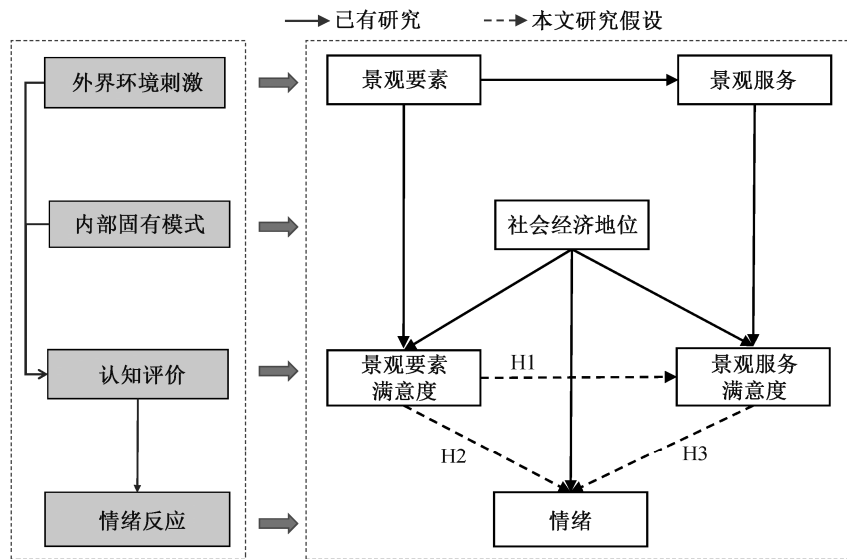 已有研究
本文研究假设
外界环境刺激
景观要素
景观服务
内部固有模式
社会经济地位
认知评价
景观要素
满意度
H1
景观服务
满意度
H2
H3
情绪反应
情绪